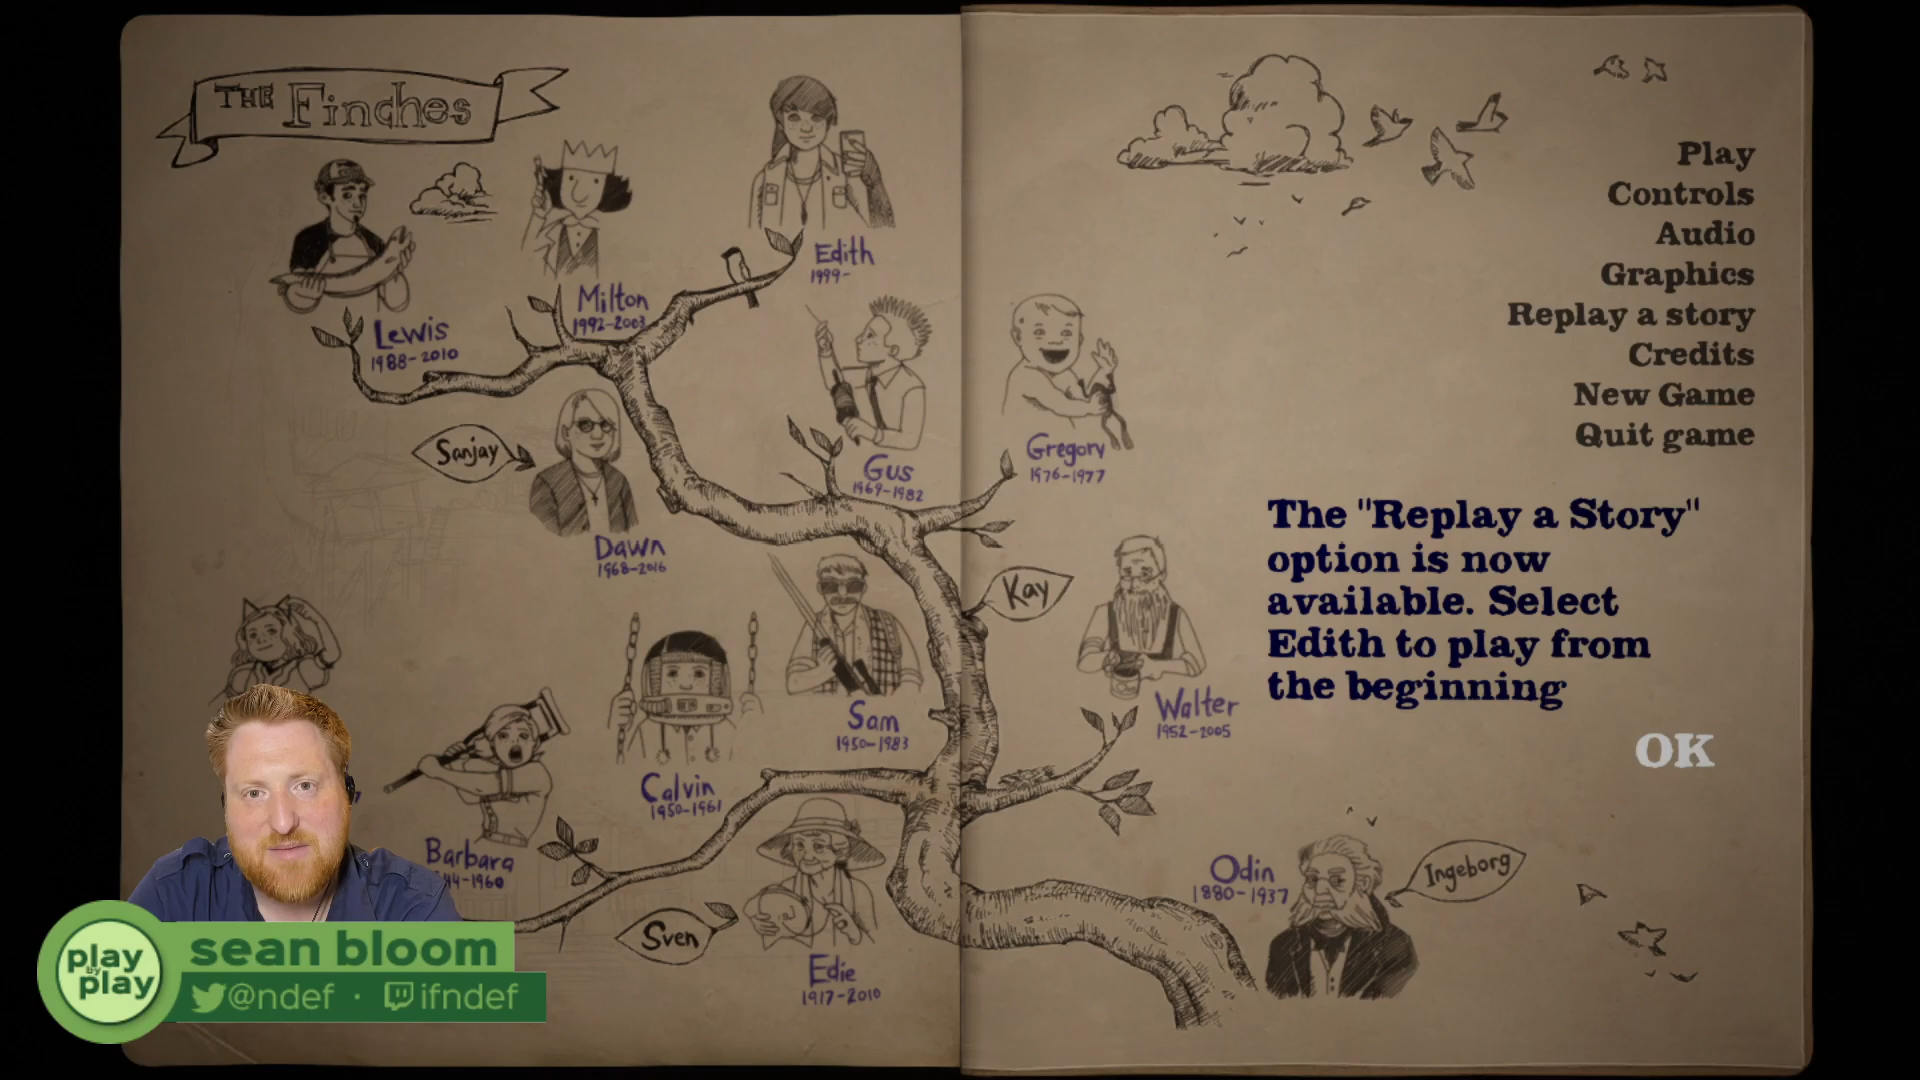 THE Finches
Edith
1999-
Milton
1992-2003
Lewis
1988-2010
Sanjay
Dawn
1968-2016
Gus
1969-1982
Gregory
1976-1977
Kay
Sam
1950-1983
Calvin
1950-1961
Walter
1952-2005
Barbara
Sven
Edie
1917-2010
Odin
1880-1937
Ingeborg
Play
Controls
Audio
Graphics
Replay a story
Credits
New Game
Quit game
The "Replay a Story"
option is now
available. Select
Edith to play from
the beginning
OK
play
by
play
sean bloom
@ndef · ifndef